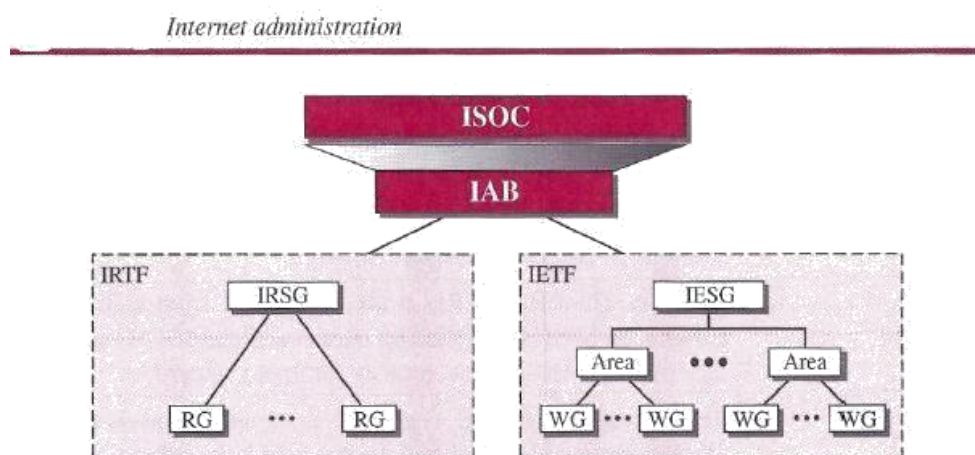 Internet administration
ISOC
IAB
IRTF
IETF
IRSG
IESG
Area ••• Area
RG ••• RG
WG ••• WG WG ••• WG